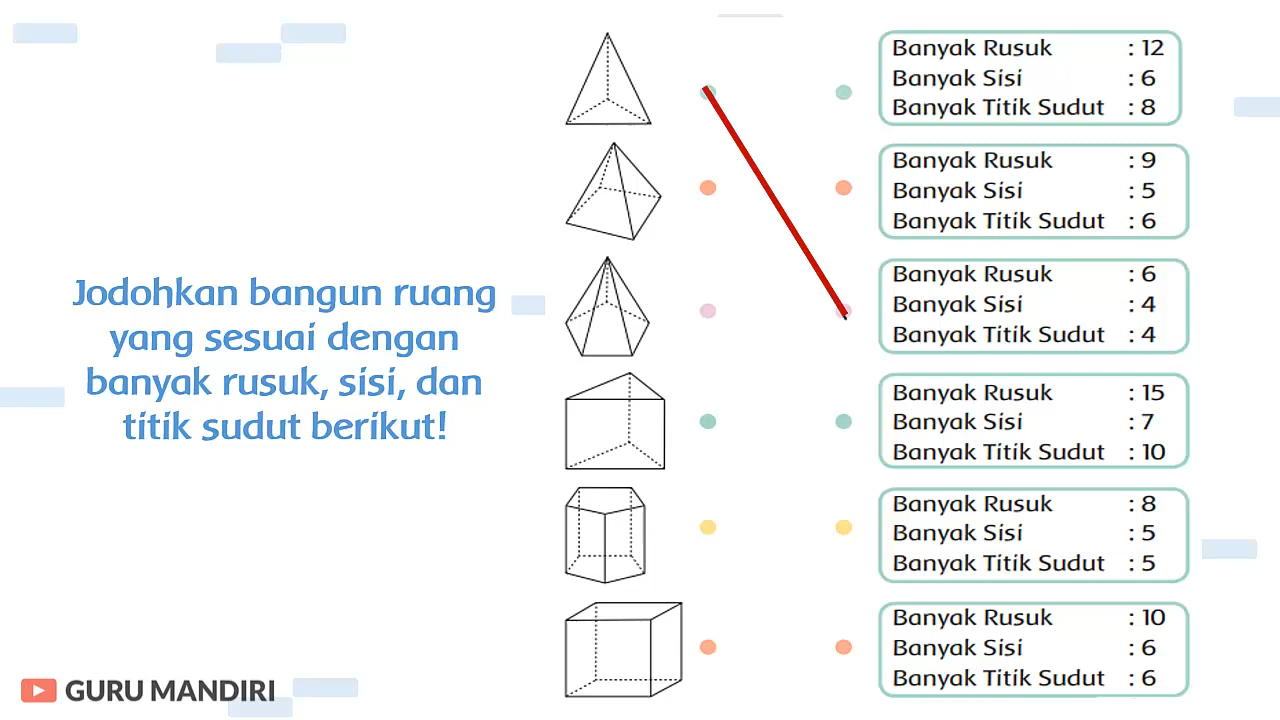 Jodohkan bangun ruang
yang sesuai dengan
banyak rusuk, sisi, dan
titik sudut berikut!
Banyak Rusuk : 12
Banyak Sisi : 6
Banyak Titik Sudut : 8
Banyak Rusuk : 9
Banyak Sisi : 5
Banyak Titik Sudut : 6
Banyak Rusuk : 6
Banyak Sisi : 4
Banyak Titik Sudut : 4
Banyak Rusuk : 15
Banyak Sisi : 7
Banyak Titik Sudut : 10
Banyak Rusuk : 8
Banyak Sisi : 5
Banyak Titik Sudut : 5
Banyak Rusuk : 10
Banyak Sisi : 6
Banyak Titik Sudut : 6
GURU MANDIRI